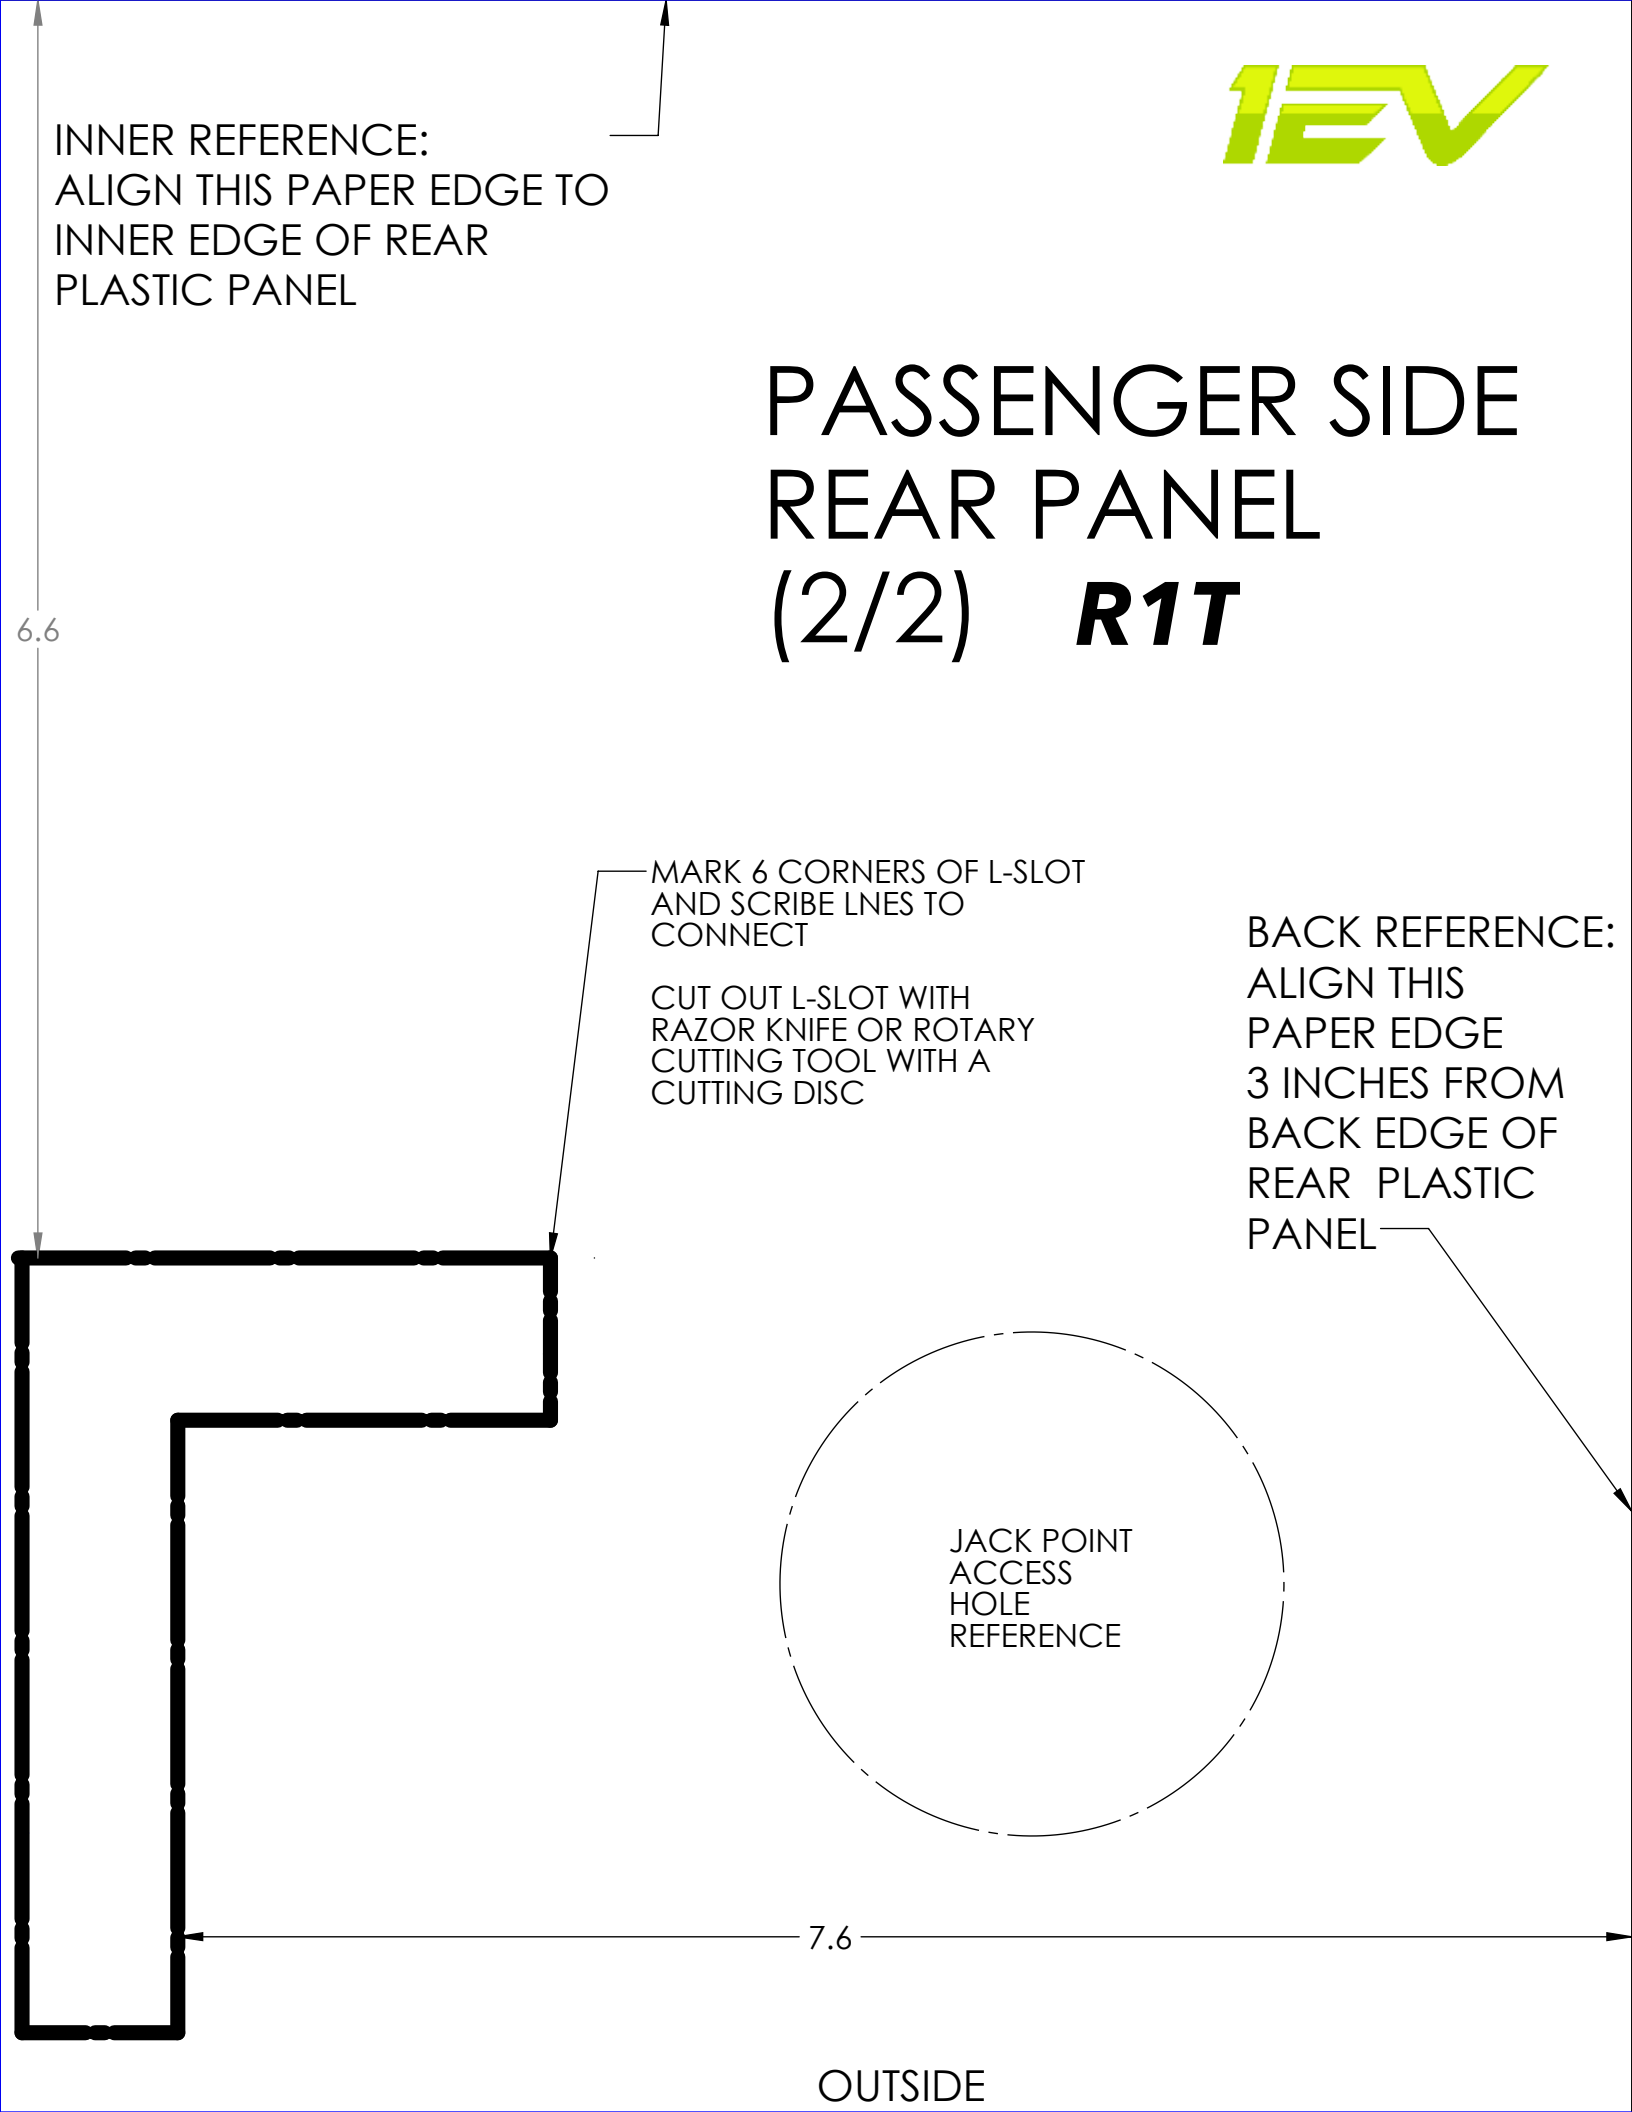 1EV
INNER REFERENCE:
ALIGN THIS PAPER EDGE TO
INNER EDGE OF REAR
PLASTIC PANEL
PASSENGER SIDE
REAR PANEL
(2/2) R1T
6.6
MARK 6 CORNERS OF L-SLOT
AND SCRIBE LNES TO
CONNECT
CUT OUT L-SLOT WITH
RAZOR KNIFE OR ROTARY
CUTTING TOOL WITH A
CUTTING DISC
BACK REFERENCE:
ALIGN THIS
PAPER EDGE
3 INCHES FROM
BACK EDGE OF
REAR PLASTIC
PANEL
JACK POINT
ACCESS
HOLE
REFERENCE
7.6
OUTSIDE